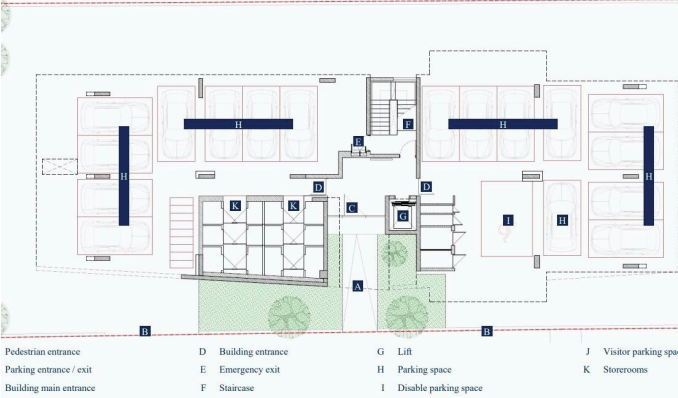 H
H
F
E
H
H
D
D
K
K
C
G
I
H
A
B
B
Pedestrian entrance
D Building entrance
G Lift
J Visitor parking
Parking entrance / exit
E Emergency exit
H Parking space
K Storerooms
Building main entrance
F Staircase
I Disable parking space